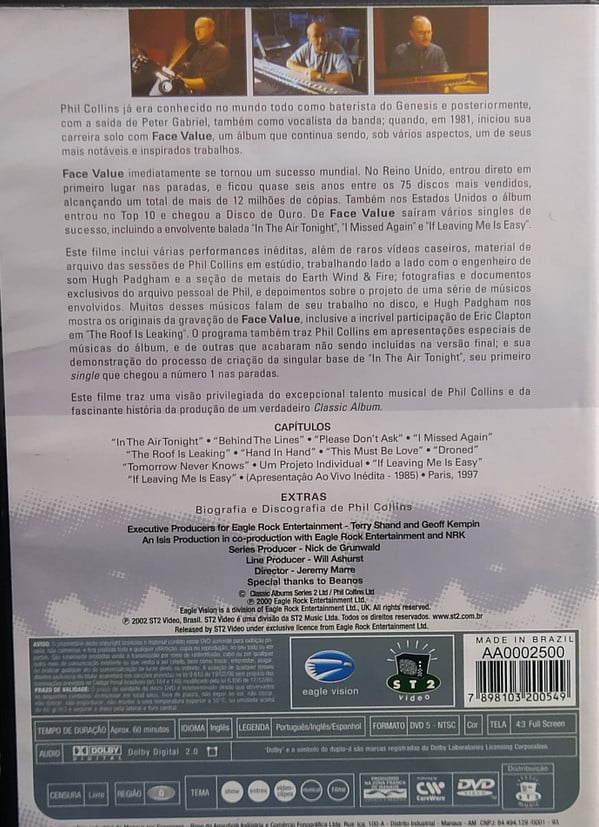 Phil Collins já era conhecido no mundo todo como baterista do Genesis e posteriormente,
com a saída de Peter Gabriel, também como vocalista da banda; quando, em 1981, iniciou sua
carreira solo com Face Value, um álbum que continua sendo, sob vários aspectos, um de seus
mais notáveis e inspirados trabalhos.
Face Value imediatamente se tornou um sucesso mundial. No Reino Unido, entrou direto em
primeiro lugar nas paradas, e ficou quase seis anos entre os 75 discos mais vendidos,
alcançando um total de mais de 12 milhões de cópias. Também nos Estados Unidos o álbum
entrou no Top 10 e chegou a Disco de Ouro. De Face Value saíram vários singles de
sucesso, incluindo a envolvente balada "In The Air Tonight", "I Missed Again" e "If Leaving Me Is Easy".
Este filme inclui várias performances inéditas, além de raros vídeos caseiros, material de
arquivo das sessões de Phil Collins em estúdio, trabalhando lado a lado com o engenheiro de
som Hugh Padgham e a seção de metais do Earth Wind & Fire; fotografias e documentos
exclusivos do arquivo pessoal de Phil, e depoimentos sobre o projeto de uma série de músicos
envolvidos. Muitos desses músicos falam de seu trabalho no disco, e Hugh Padgham nos
mostra os originais da gravação de Face Value, inclusive a incrível participação de Eric Clapton
em "The Roof Is Leaking". O programa também traz Phil Collins em apresentações especiais de
músicas do álbum, e de outras que acabaram não sendo incluídas na versão final; e sua
demonstração do processo de criação da singular base de "In The Air Tonight", seu primeiro
single que chegou a número 1 nas paradas.
Este filme traz uma visão privilegiada do excepcional talento musical de Phil Collins e da
fascinante história da produção de um verdadeiro Classic Album.
CAPÍTULOS
"In The Air Tonight" • "Behind The Lines" • "Please Don't Ask" • "I Missed Again"
"The Roof Is Leaking" • "Hand In Hand" • "This Must Be Love" • "Droned"
"Tomorrow Never Knows" • Um Projeto Individual • "If Leaving Me Is Easy"
"If Leaving Me Is Easy" • (Apresentação Ao Vivo Inédita - 1985) • Paris, 1997
EXTRAS
Biografia e Discografia de Phil Collins
Executive Producers for Eagle Rock Entertainment - Terry Shand and Geoff Kempin
An Isis Production in co-production with Eagle Rock Entertainment and NRK
Series Producer - Nick de Grunwald
Line Producer - Will Ashurst
Director - Jeremy Marre
Special thanks to Beanos
© Classic Albums Series 2 Ltd / Phil Collins Ltd
℗ 2000 Eagle Rock Entertainment Ltd.
Eagle Vision is a division of Eagle Rock Entertainment Ltd., UK. All rights reserved.
℗ 2002 ST2 Video, Brasil. ST2 Video é uma divisão da ST2 Music Ltda. Todos os direitos reservados. www.st2.com.br
Released by ST2 Video under exclusive licence from Eagle Rock Entertainment Ltd.
AVISO:
PRAZO DE VALIDADE:
eagle vision
ST2
video
MADE IN BRAZIL
AA0002500
7 898103 200549
TEMPO DE DURAÇÃO Aprox. 60 minutos IDIOMA Inglês LEGENDA Português/Inglês/Espanhol FORMATO DVD 5 - NTSC Cor TELA 4:3 Full Screen
AUDIO DOLBY DIGITAL Dolby Digital 2.0 'Dolby' e o símbolo do duplo-d são marcas registradas do Dolby Laboratories Licensing Corporation.
CENSURA Livre REGIÃO 0 TEMA show entrev. video-clipes musical Filme PRODUZIDO NA ZONA FRANCA DE MANAUS CareWare DVD VIDEO Distribuição